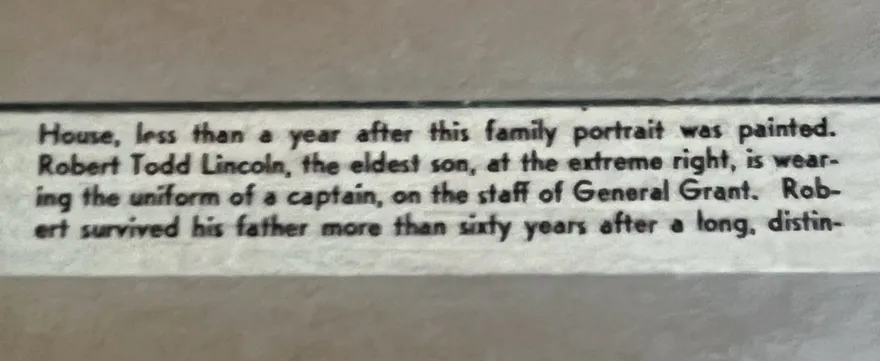 House, less than a year after this family portrait was painted.
Robert Todd Lincoln, the eldest son, at the extreme right, is wear-
ing the uniform of a captain, on the staff of General Grant. Rob-
ert survived his father more than sixty years after a long, distin-